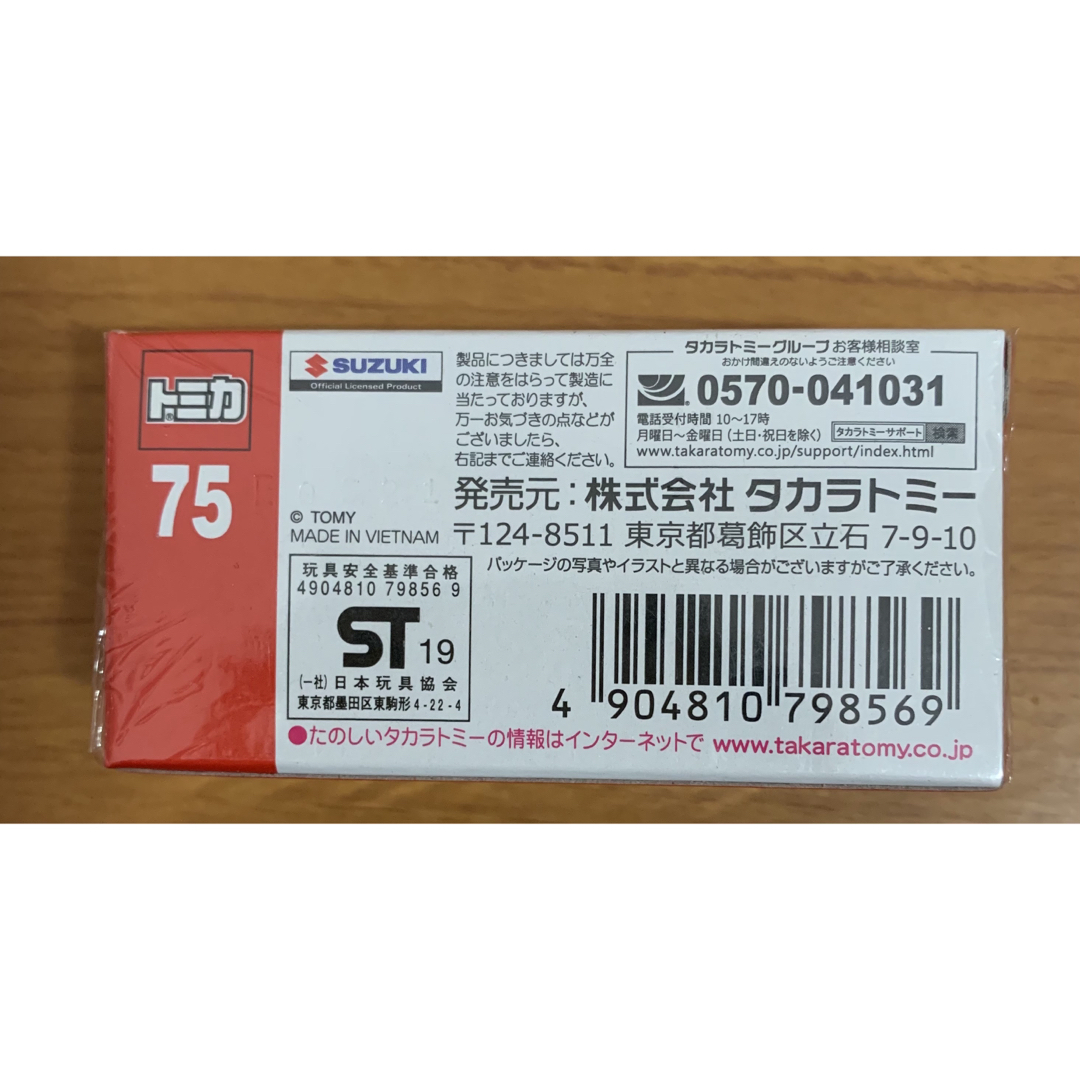 トミカ®
75
SUZUKI
Official Licensed Product
製品につきましては万全
の注意をはらって製造に
当たっておりますが、
万一お気づきの点などが
ございましたら、
右記までご連絡ください。
タカラトミーグループ お客様相談室
おかけ間違えのないようご注意ください
0570-041031
電話受付時間 10〜17時
月曜日〜金曜日 (土日・祝日を除く) タカラトミーサポート 検索
www.takaratomy.co.jp/support/index.html
© TOMY
MADE IN VIETNAM
発売元：株式会社 タカラトミー
〒124-8511 東京都葛飾区立石 7-9-10
パッケージの写真やイラストと異なる場合がございますがご了承ください。
玩具安全基準合格
4904810 79856 9
ST 19
(一社) 日本玩具協会
東京都墨田区東駒形 4-22-4
4 904810 798569
●たのしいタカラトミーの情報はインターネットで www.takaratomy.co.jp